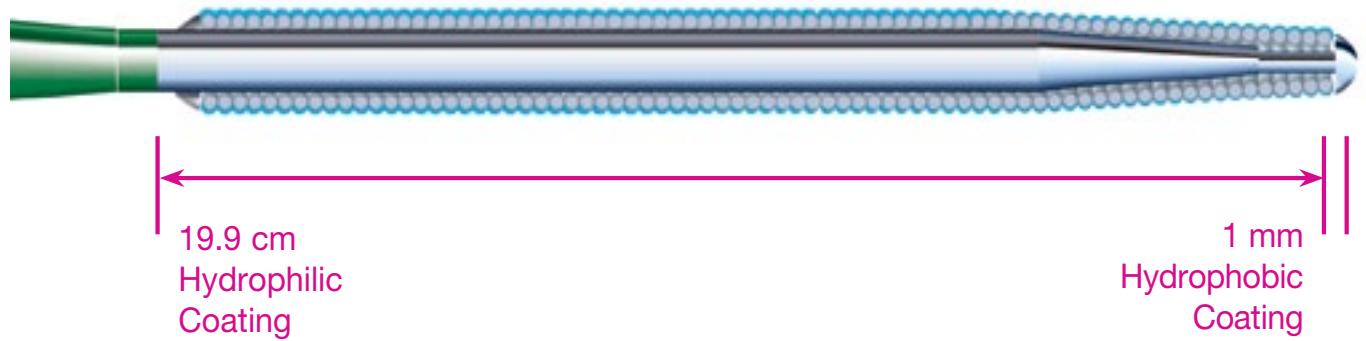 19.9 cm
Hydrophilic
Coating
1 mm
Hydrophobic
Coating